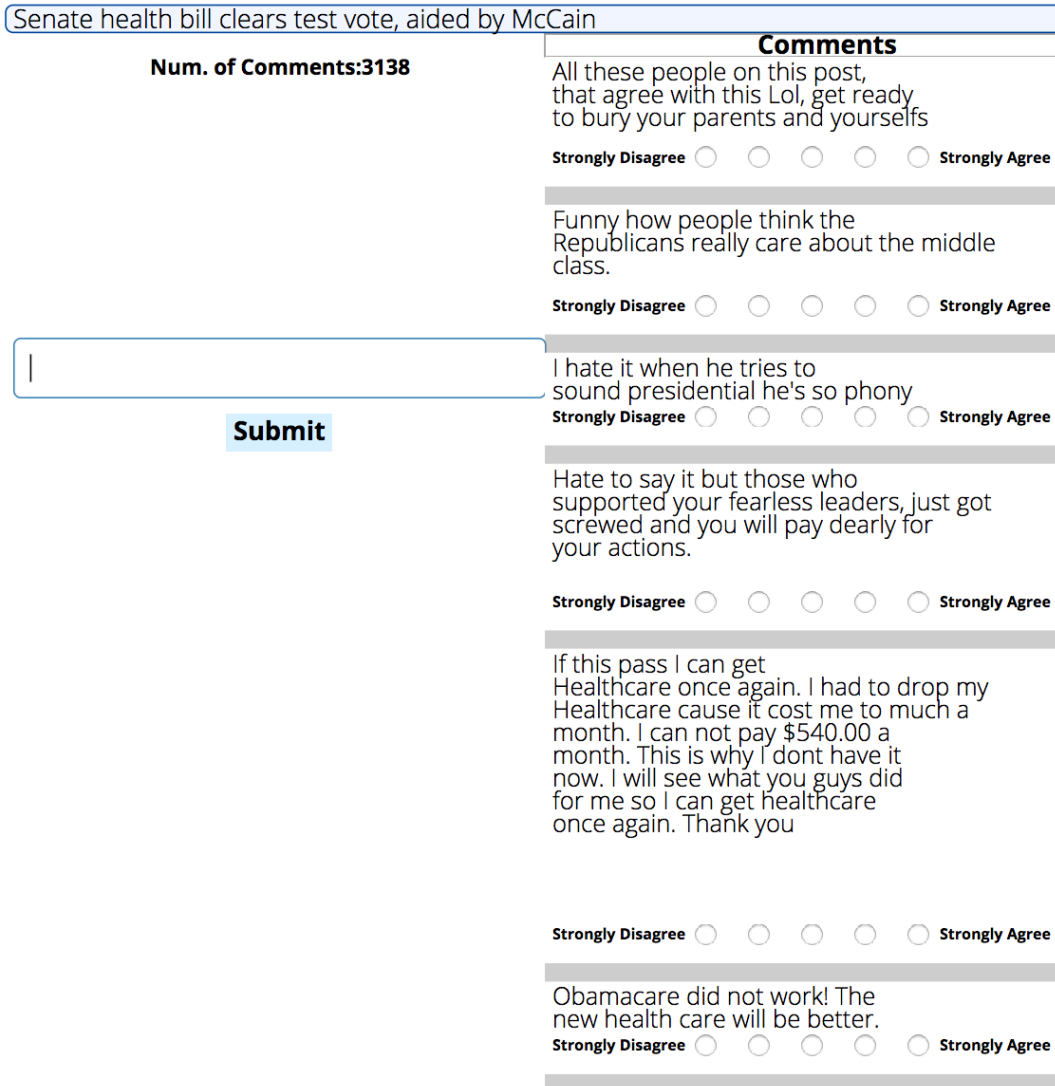 Senate health bill clears test vote, aided by McCain
Num. of Comments:3138
Submit
Comments
All these people on this post,
that agree with this Lol, get ready
to bury your parents and yourselfs
Strongly Disagree Strongly Agree
Funny how people think the
Republicans really care about the middle
class.
Strongly Disagree Strongly Agree
I hate it when he tries to
sound presidential he's so phony
Strongly Disagree Strongly Agree
Hate to say it but those who
supported your fearless leaders, just got
screwed and you will pay dearly for
your actions.
Strongly Disagree Strongly Agree
If this pass I can get
Healthcare once again. I had to drop my
Healthcare cause it cost me to much a
month. I can not pay $540.00 a
month. This is why I dont have it
now. I will see what you guys did
for me so I can get healthcare
once again. Thank you
Strongly Disagree Strongly Agree
Obamacare did not work! The
new health care will be better.
Strongly Disagree Strongly Agree